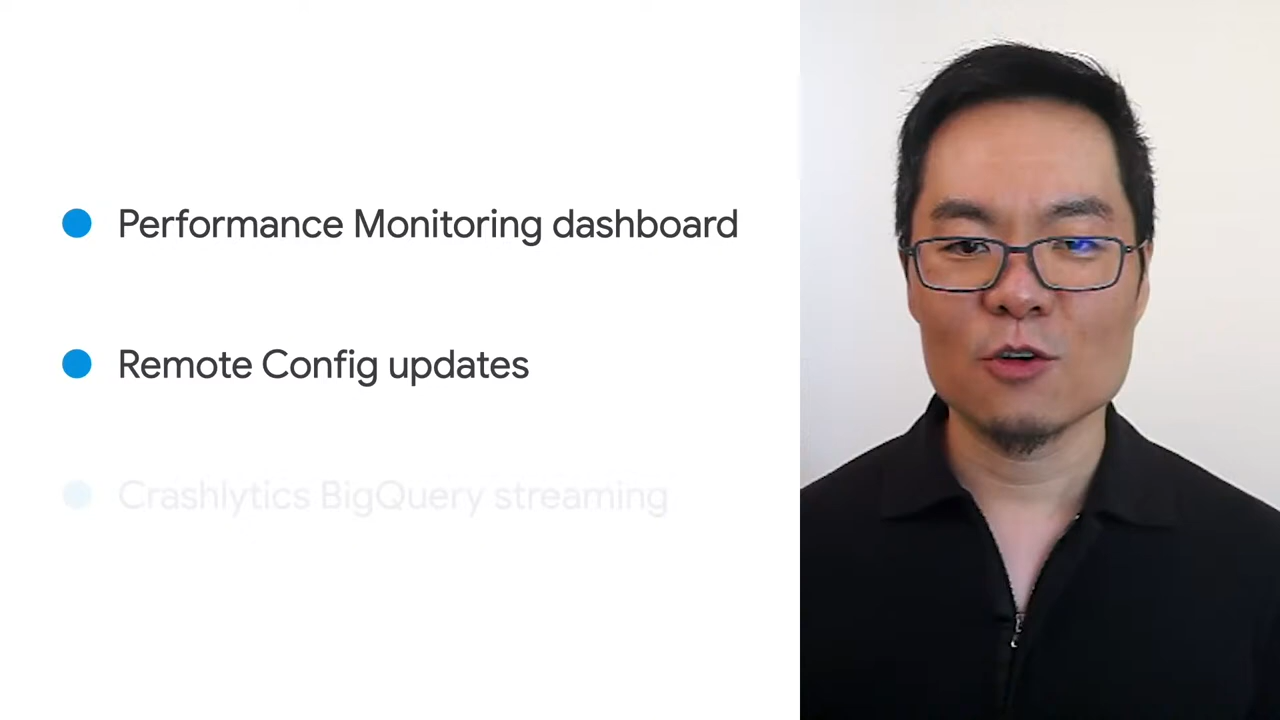 Performance Monitoring dashboard
Remote Config updates
Crashlytics BigQuery streaming